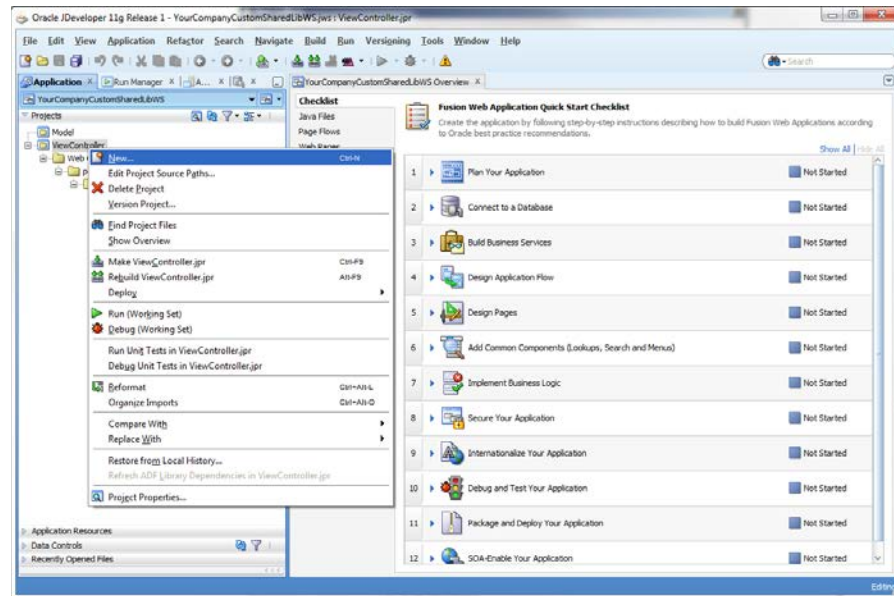 Oracle JDeveloper 11g Release 1 - YourCompanyCustomSharedLibWS.jws : ViewController.jpr
File Edit View Application Refactor Search Navigate Build Run Versioning Tools Window Help
Search
Application
Run Manager
A...
YourCompanyCustomSharedLibWS Overview
YourCompanyCustomSharedLibWS
Projects
Model
ViewController
Web
New... Ctrl-N
Edit Project Source Paths...
Delete Project
Version Project...
Find Project Files
Show Overview
Make ViewController.jpr Ctrl-F9
Rebuild ViewController.jpr Alt-F9
Deploy
Run (Working Set)
Debug (Working Set)
Run Unit Tests in ViewController.jpr
Debug Unit Tests in ViewController.jpr
Reformat Ctrl+Alt-L
Organize Imports Ctrl+Alt-O
Compare With
Replace With
Restore from Local History...
Refresh ADF Library Dependencies in ViewController.jpr
Project Properties...
Application Resources
Data Controls
Recently Opened Files
Checklist
Java Files
Page Flows
Web Pages
Fusion Web Application Quick Start Checklist
Create the application by following step-by-step instructions describing how to build Fusion Web Applications according
to Oracle best practice recommendations.
Show All | Hide All
1 Plan Your Application Not Started
2 Connect to a Database Not Started
3 Build Business Services Not Started
4 Design Application Flow Not Started
5 Design Pages Not Started
6 Add Common Components (Lookups, Search and Menus) Not Started
7 Implement Business Logic Not Started
8 Secure Your Application Not Started
9 Internationalize Your Application Not Started
10 Debug and Test Your Application Not Started
11 Package and Deploy Your Application Not Started
12 SOA-Enable Your Application Not Started
Editing